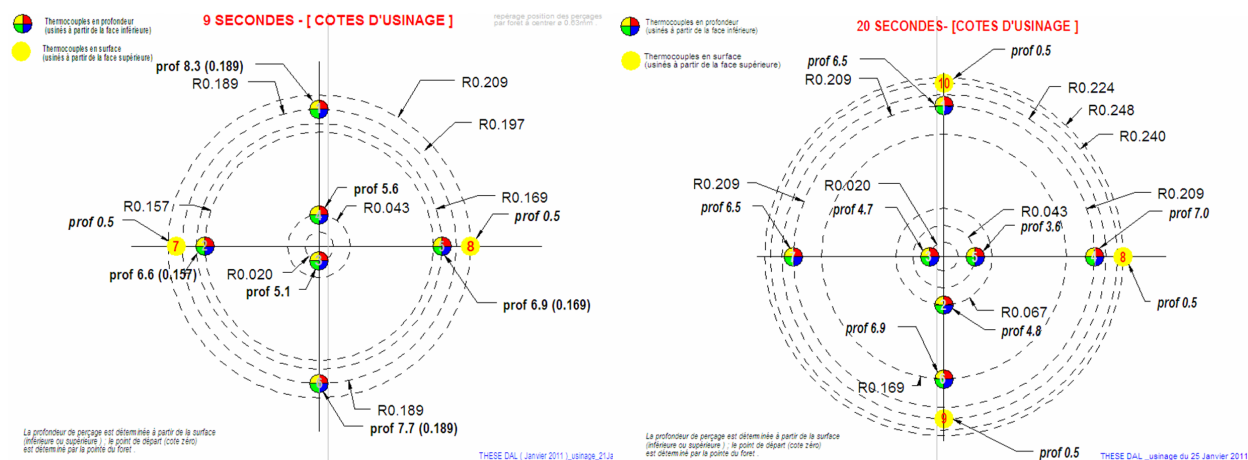 9 SECONDES - [ COTES D'USINAGE ]
repérage position des perçages
par forêt à centrer ø 0.63mm
Thermocouples en profondeur
(usinés à partir de la face inférieure)
Thermocouples en surface
(usinés à partir de la face supérieure)
prof 8.3 (0.189)
R0.189
R0.209
R0.197
prof 5.6
R0.169
R0.157
R0.043
prof 0.5
prof 0.5
7
2
5
8
R0.020
prof 6.6 (0.157)
prof 5.1
prof 6.9 (0.169)
R0.189
prof 7.7 (0.189)
La profondeur de perçage est déterminée à partir de la surface
(inférieure ou supérieure ) ; le point de départ (cote zéro)
est déterminé par la pointe du foret .
THESE DAL ( Janvier 2011 )_usinage_21Ja
20 SECONDES- [COTES D'USINAGE ]
Thermocouples en profondeur
(usinés à partir de la face inférieure)
Thermocouples en surface
(usinés à partir de la face supérieure)
prof 0.5
prof 6.5
10
R0.209
R0.224
R0.248
R0.240
R0.209
R0.020
R0.209
prof 6.5
prof 4.7
R0.043
prof 7.0
prof 3.6
8
prof 0.5
R0.067
prof 4.8
prof 6.9
R0.169
9
prof 0.5
La profondeur de perçage est déterminée à partir de la surface
(inférieure ou supérieure ) ; le point de départ (cote zéro)
est déterminé par la pointe du foret .
THESE DAL _usinage du 25 Janvier 2011